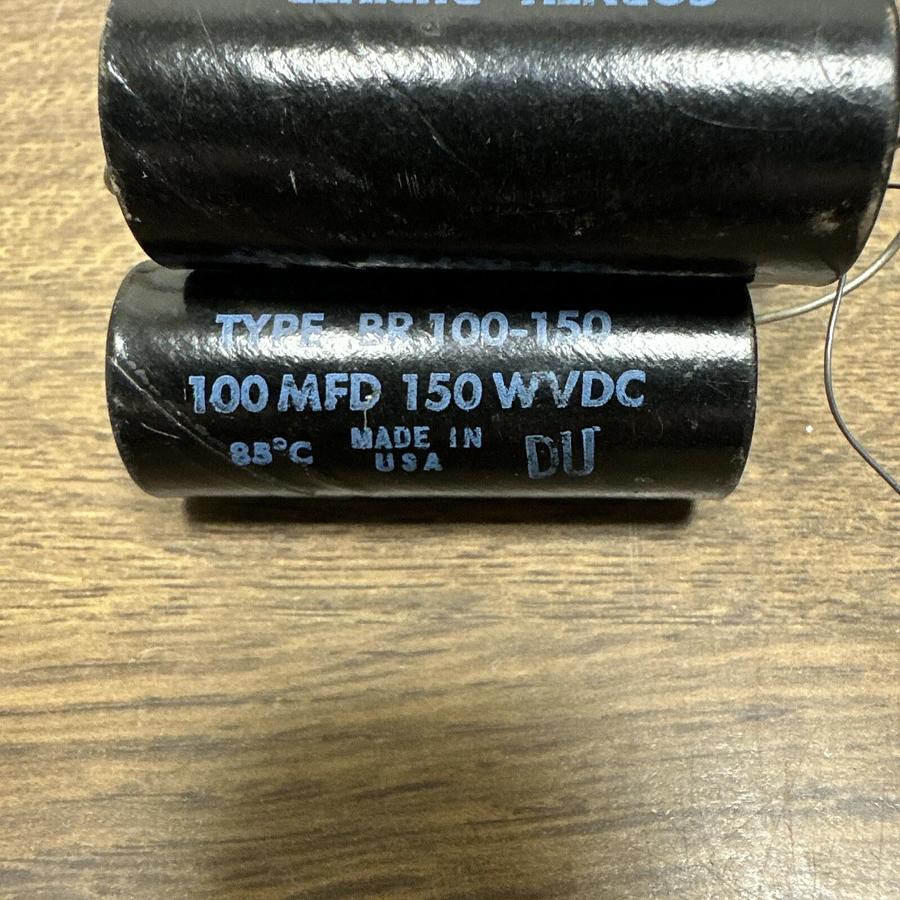 TYPE BR 100-150
100 MFD 150 WVDC
85°C MADE IN USA DU